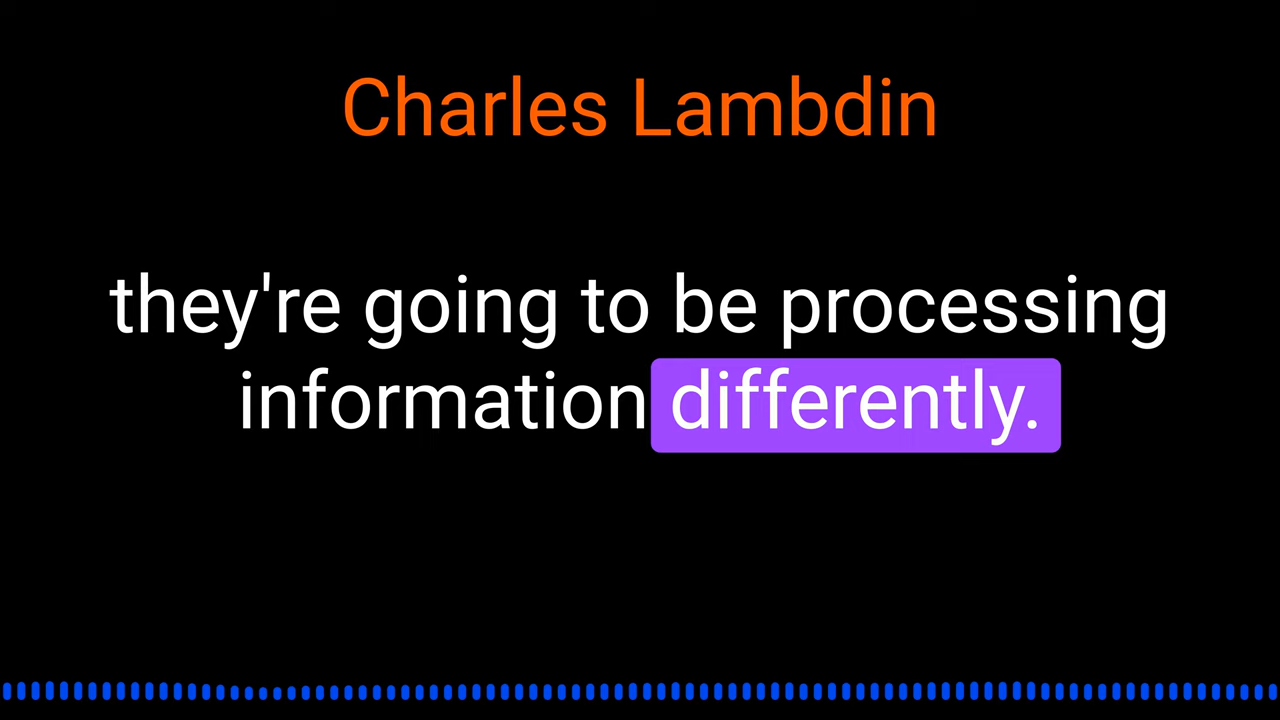 Charles Lambdin
they're going to be processing
information differently.